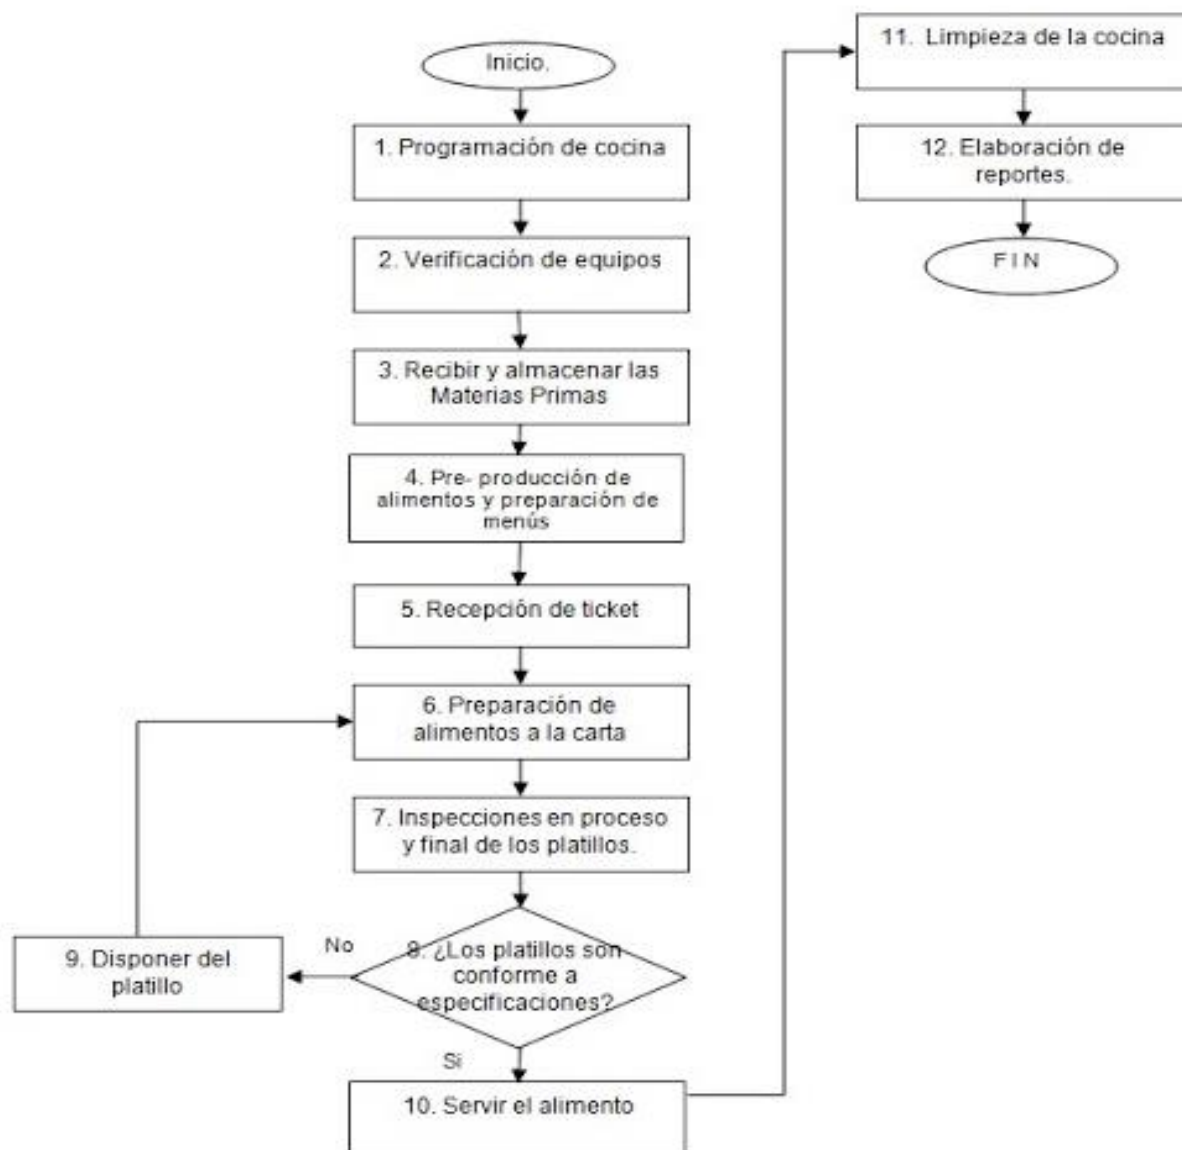 Inicio.
1. Programación de cocina
2. Verificación de equipos
3. Recibir y almacenar las
Materias Primas
4. Pre- producción de
alimentos y preparación de
menús
5. Recepción de ticket
6. Preparación de
alimentos a la carta
7. Inspecciones en proceso
y final de los platillos.
8. ¿Los platillos son
conforme a
especificaciones?
No
9. Disponer del
platillo
Si
10. Servir el alimento
11. Limpieza de la cocina
12. Elaboración de
reportes.
F I N